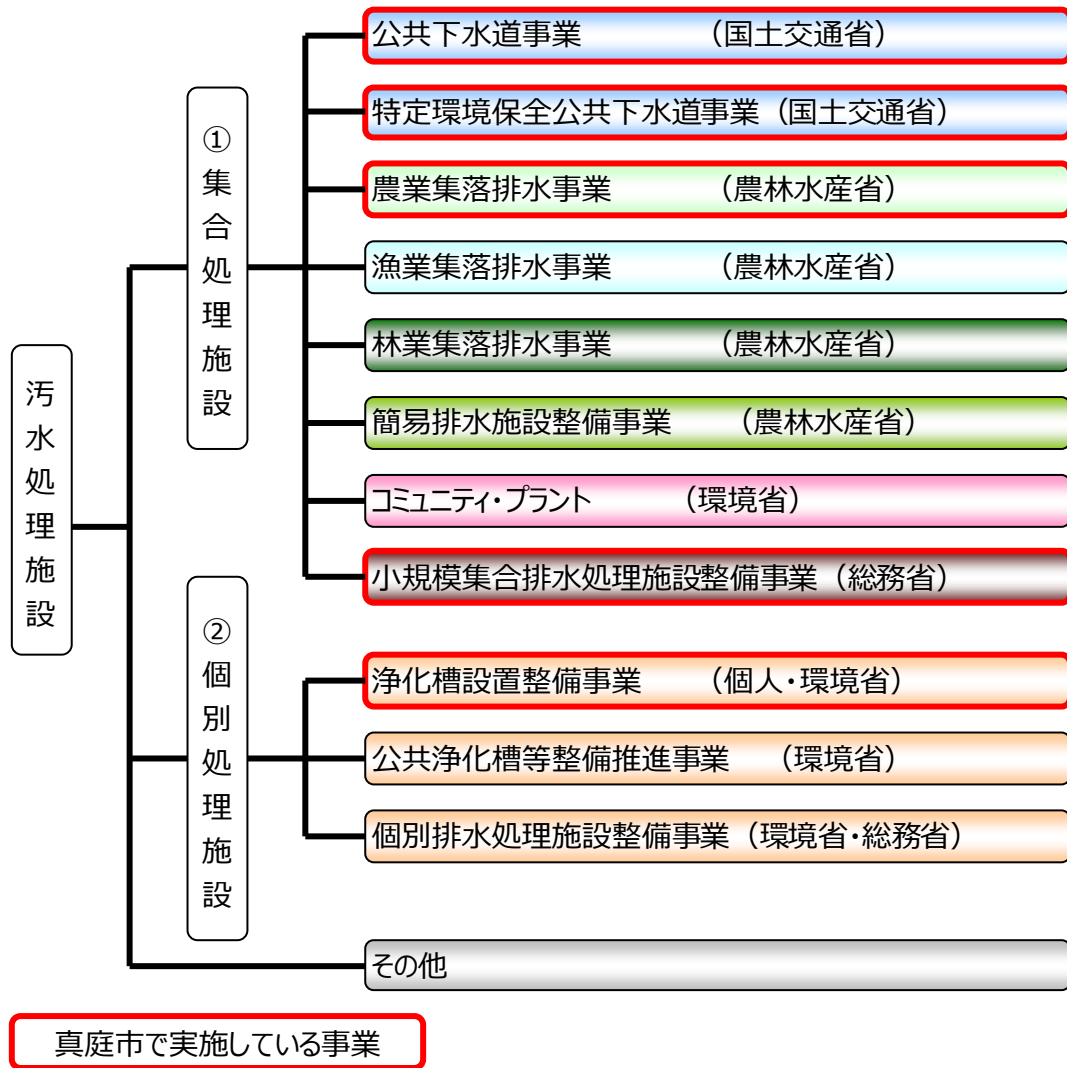 汚水処理施設
①集合処理施設
公共下水道事業　（国土交通省）
特定環境保全公共下水道事業（国土交通省）
農業集落排水事業　（農林水産省）
漁業集落排水事業　（農林水産省）
林業集落排水事業　（農林水産省）
簡易排水施設整備事業　（農林水産省）
コミュニティ・プラント　（環境省）
小規模集合排水処理施設整備事業（総務省）
②個別処理施設
浄化槽設置整備事業　（個人・環境省）
公共浄化槽等整備推進事業　（環境省）
個別排水処理施設整備事業（環境省・総務省）
その他
真庭市で実施している事業